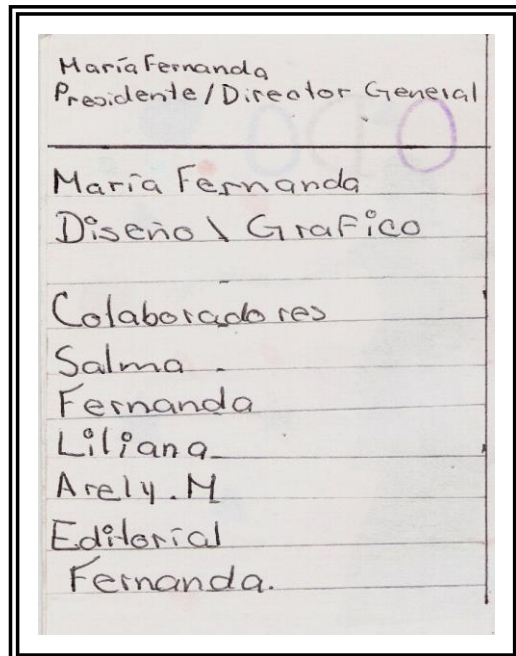 María Fernanda
Presidente/Director General
María Fernanda
Diseño \ GraFico
Colaboradores
Salma.
Fernanda
Liliana
Arely.M
Editorial
Fernanda.